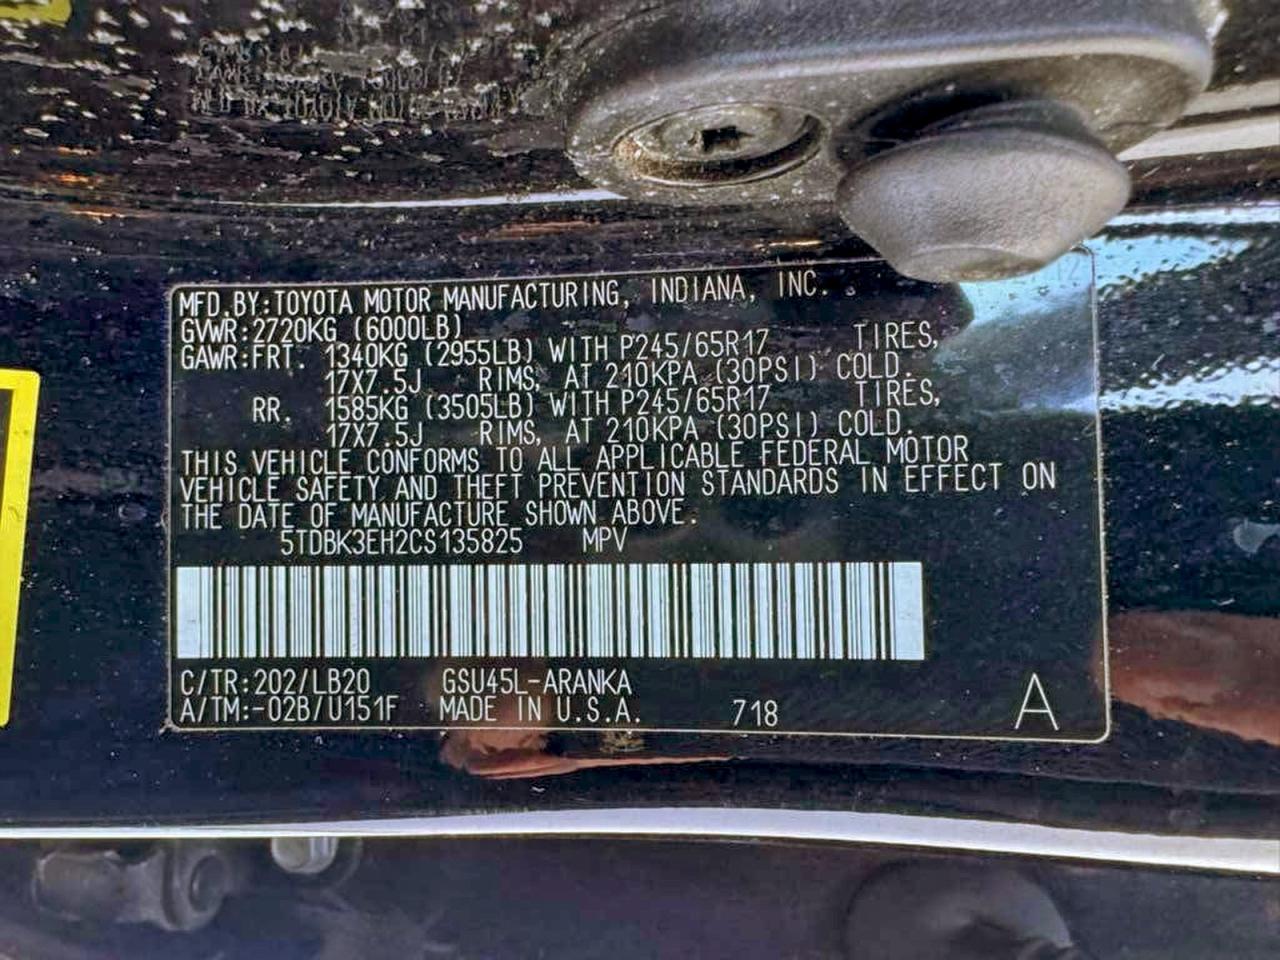 MFD.BY:TOYOTA MOTOR MANUFACTURING, INDIANA, INC. 12
GVWR:2720KG (6000LB)
GAWR:FRT. 1340KG (2955LB) WITH P245/65R17 TIRES,
17X7.5J RIMS, AT 210KPA (30PSI) COLD.
RR. 1585KG (3505LB) WITH P245/65R17 TIRES,
17X7.5J RIMS, AT 210KPA (30PSI) COLD.
THIS VEHICLE CONFORMS TO ALL APPLICABLE FEDERAL MOTOR
VEHICLE SAFETY AND THEFT PREVENTION STANDARDS IN EFFECT ON
THE DATE OF MANUFACTURE SHOWN ABOVE.
5TDBK3EH2CS135825 MPV
C/TR:202/LB20 GSU45L-ARANKA
A/TM:-02B/U151F MADE IN U.S.A. 718 A